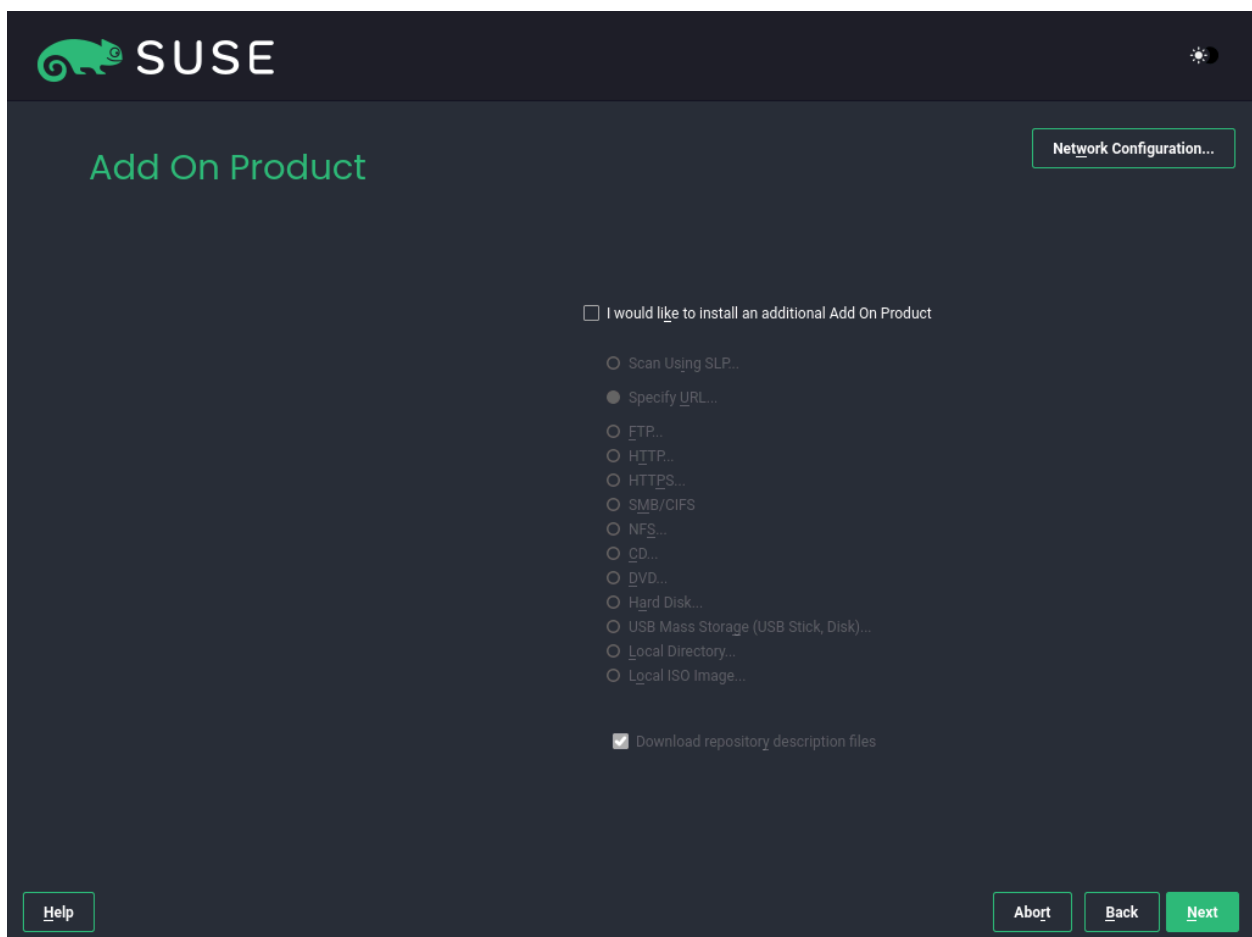 SUSE
Network Configuration...
Add On Product
I would like to install an additional Add On Product
Scan Using SLP...
Specify URL...
FTP...
HTTP...
HTTPS...
SMB/CIFS
NFS...
CD...
DVD...
Hard Disk...
USB Mass Storage (USB Stick, Disk)...
Local Directory...
Local ISO Image...
Download repository description files
Help
Abort
Back
Next